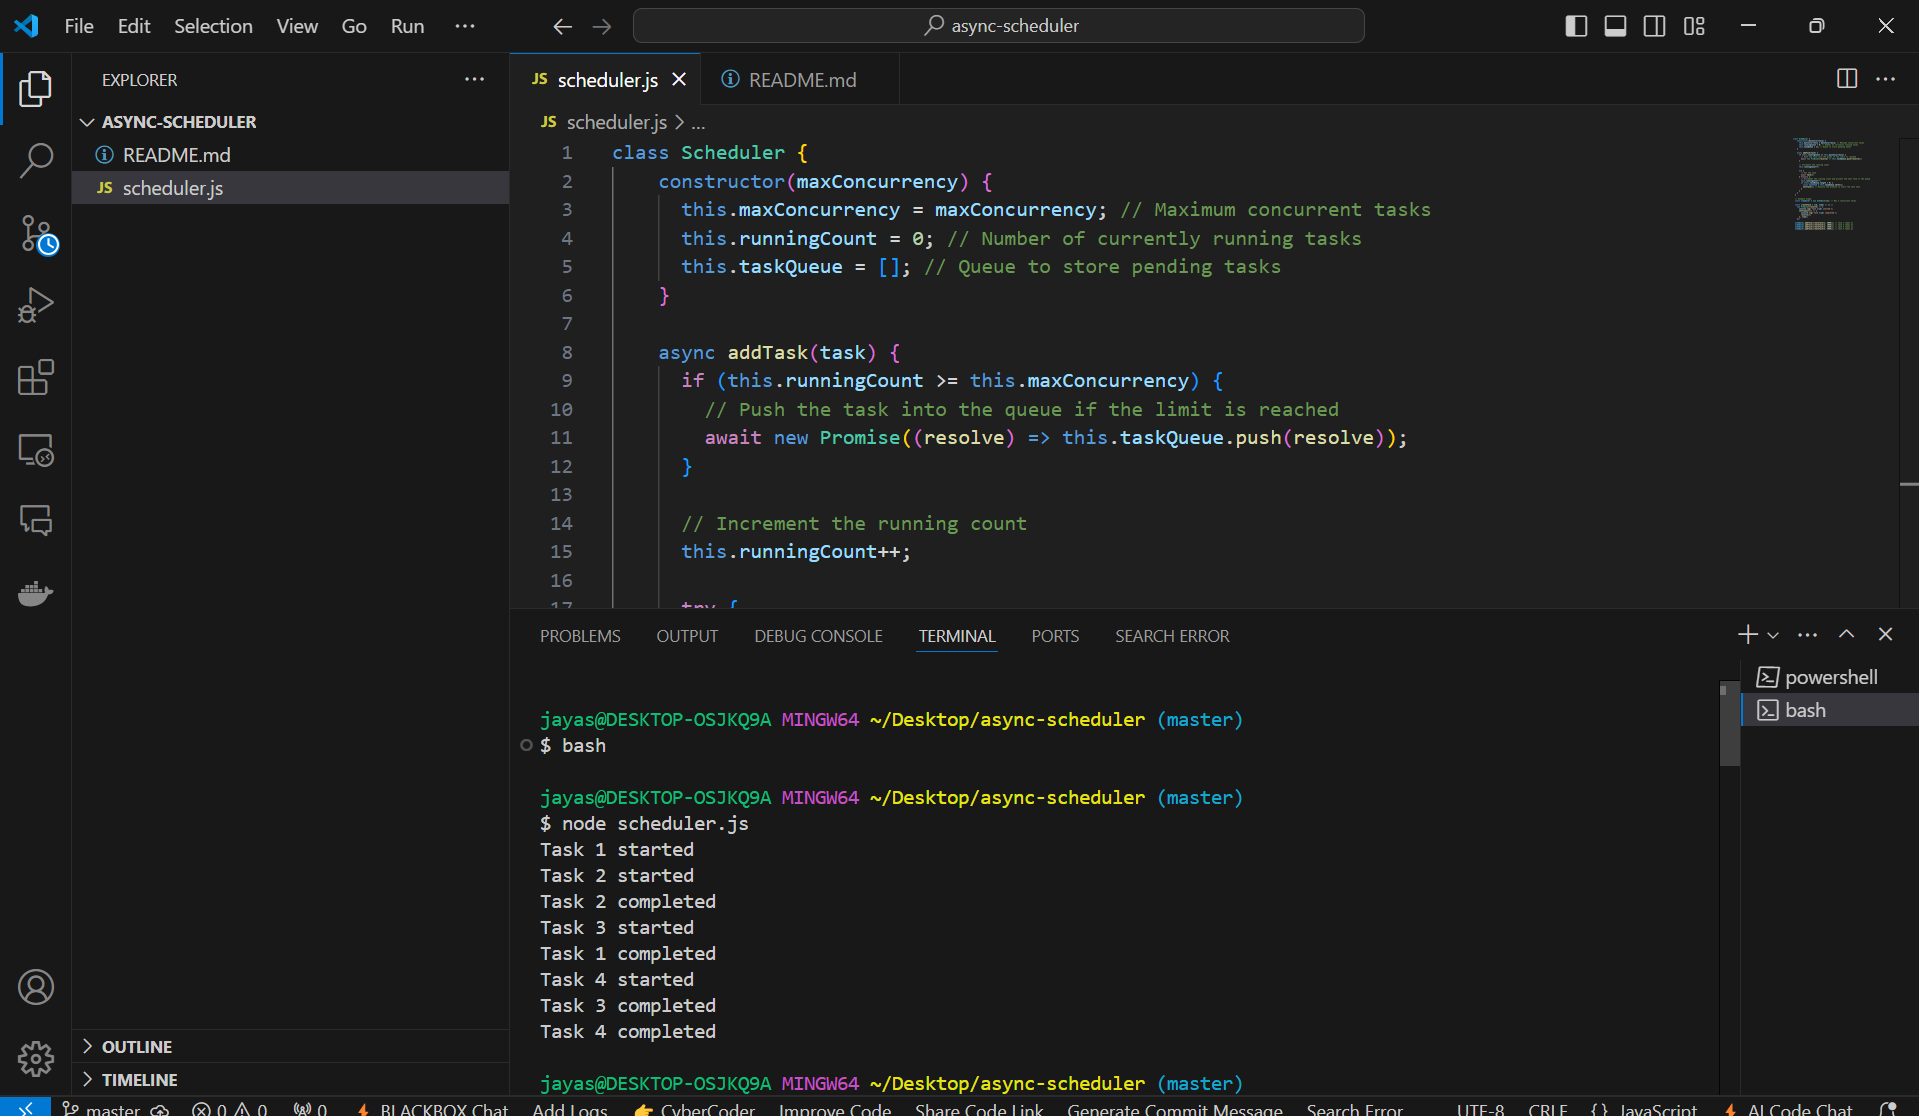 File Edit Selection View Go Run ··· async-scheduler
EXPLORER ···
ASYNC-SCHEDULER
README.md
JS scheduler.js
OUTLINE
TIMELINE
JS scheduler.js README.md ···
JS scheduler.js > ...
1 class Scheduler {
2 constructor(maxConcurrency) {
3 this.maxConcurrency = maxConcurrency; // Maximum concurrent tasks
4 this.runningCount = 0; // Number of currently running tasks
5 this.taskQueue = []; // Queue to store pending tasks
6 }
7
8 async addTask(task) {
9 if (this.runningCount >= this.maxConcurrency) {
10 // Push the task into the queue if the limit is reached
11 await new Promise((resolve) => this.taskQueue.push(resolve));
12 }
13
14 // Increment the running count
15 this.runningCount++;
16
17 try {
PROBLEMS OUTPUT DEBUG CONSOLE TERMINAL PORTS SEARCH ERROR
powershell
bash
jayas@DESKTOP-OSJKQ9A MINGW64 ~/Desktop/async-scheduler (master)
$ bash
jayas@DESKTOP-OSJKQ9A MINGW64 ~/Desktop/async-scheduler (master)
$ node scheduler.js
Task 1 started
Task 2 started
Task 2 completed
Task 3 started
Task 1 completed
Task 4 started
Task 3 completed
Task 4 completed
jayas@DESKTOP-OSJKQ9A MINGW64 ~/Desktop/async-scheduler (master)
master 0 0 0 BLACKBOX Chat Add Logs CyberCoder Improve Code Share Code Link Generate Commit Message Search Error UTF-8 CRLF {} JavaScript AI Code Chat